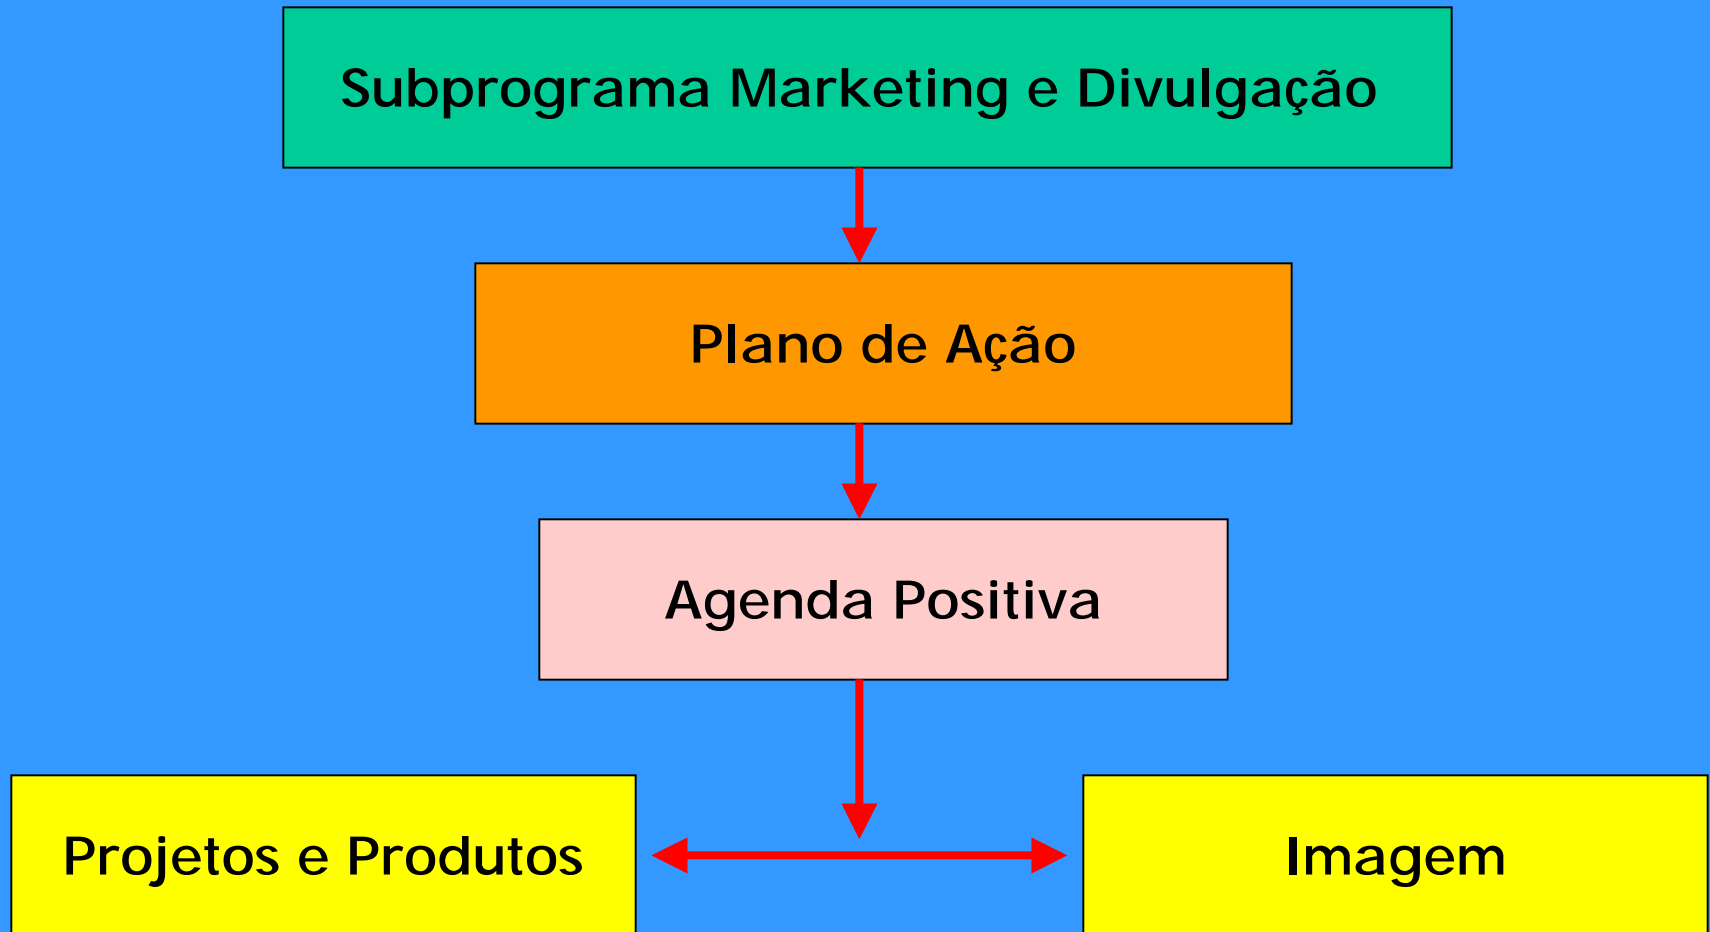 Subprograma Marketing e Divulgação
Plano de Ação
Agenda Positiva
Projetos e Produtos
Imagem